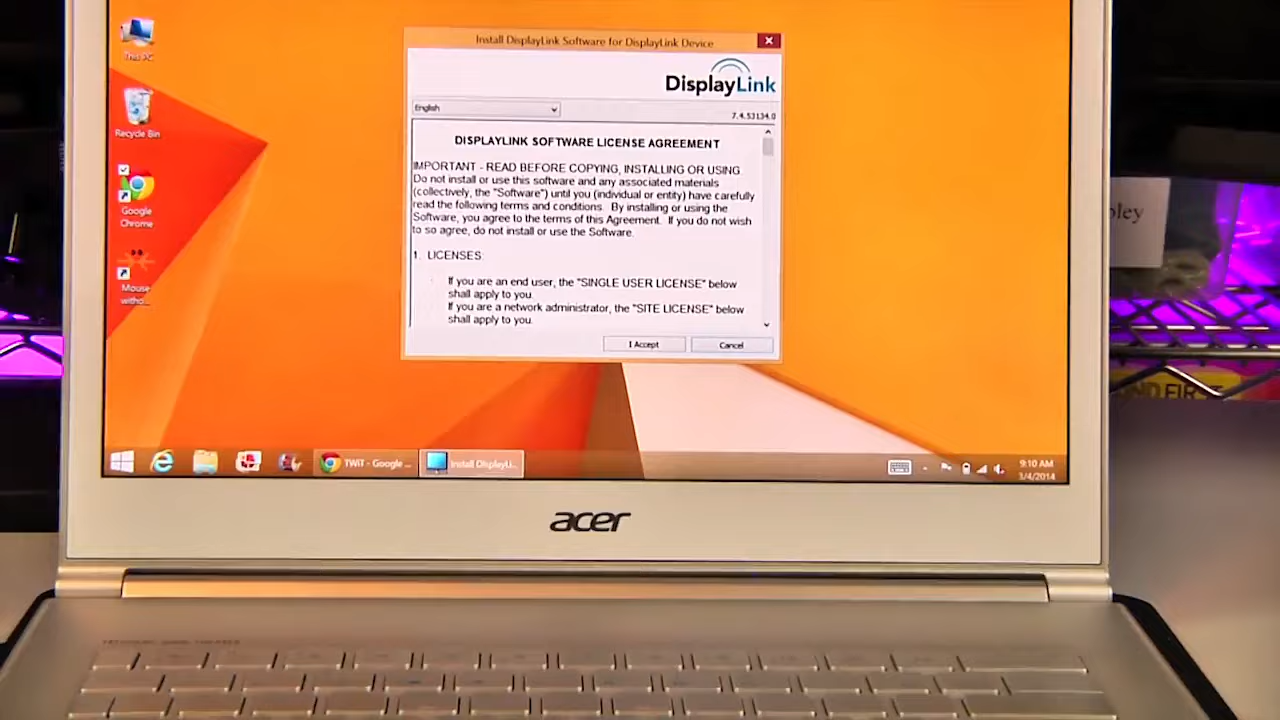 Install DisplayLink Software for DisplayLink Device
This PC
DisplayLink
English
7.4.53134.0
Recycle Bin
DISPLAYLINK SOFTWARE LICENSE AGREEMENT
IMPORTANT - READ BEFORE COPYING, INSTALLING OR USING.
Do not install or use this software and any associated materials
(collectively, the "Software") until you (individual or entity) have carefully
read the following terms and conditions. By installing or using the
Software, you agree to the terms of this Agreement. If you do not wish
to so agree, do not install or use the Software.
Google
Chrome
1. LICENSES:
If you are an end user, the "SINGLE USER LICENSE" below
shall apply to you.
If you are a network administrator, the "SITE LICENSE" below
shall apply to you.
Mouse
witho...
I Accept
Cancel
TWiT - Google ...
Install DisplayLi...
9:10 AM
3/4/2014
acer